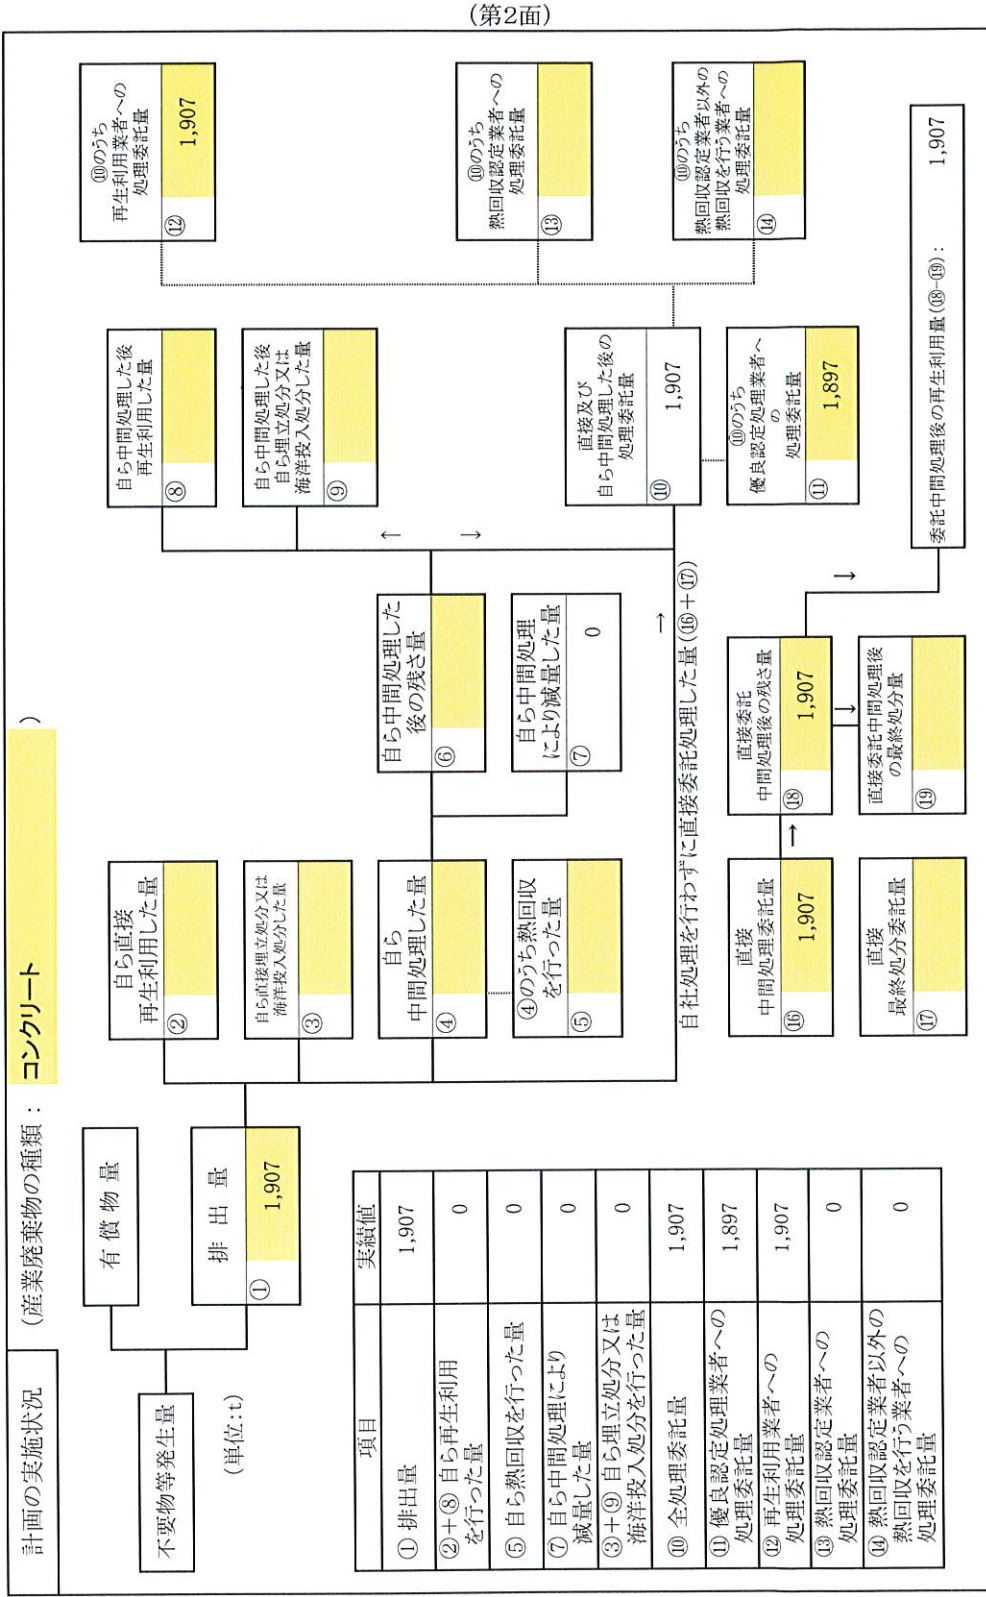 (第2面)
計画の実施状況
(産業廃棄物の種類: コンクリート )
不要物等発生量
(単位:t)
有償物量
排出量
① 1,907
自ら直接
再生利用した量
②
自ら直接埋立処分又は
海洋投入処分した量
③
自ら
中間処理した量
④
④のうち熱回収
を行った量
⑤
自ら中間処理した
後の残さ量
⑥
自ら中間処理
により減量した量
⑦ 0
自ら中間処理した後
再生利用した量
⑧
自ら中間処理した後
自ら埋立処分又は
海洋投入処分した量
⑨
↑
↓
→
自社処理を行わずに直接委託処理した量(⑯+⑰)
直接及び
自ら中間処理した後の
処理委託量
⑩ 1,907
⑩のうち
優良認定処理業者へ
の
処理委託量
⑪ 1,897
⑩のうち
再生利用業者への
処理委託量
⑫ 1,907
⑩のうち
熱回収認定業者への
処理委託量
⑬
⑩のうち
熱回収認定業者以外の
熱回収を行う業者への
処理委託量
⑭
直接
中間処理委託量
⑯ 1,907
→
直接
最終処分委託量
⑰
直接委託
中間処理後の残さ量
⑱ 1,907
↓
直接委託中間処理後
の最終処分量
⑲
↓
委託中間処理後の再生利用量(⑱-⑲): 1,907
項目 実績値
① 排出量 1,907
②+⑧ 自ら再生利用
を行った量 0
⑤ 自ら熱回収を行った量 0
⑦ 自ら中間処理により
減量した量 0
③+⑨ 自ら埋立処分又は
海洋投入処分を行った量 0
⑩ 全処理委託量 1,907
⑪ 優良認定処理業者への
処理委託量 1,897
⑫ 再生利用業者への
処理委託量 1,907
⑬ 熱回収認定業者への
処理委託量 0
⑭ 熱回収認定業者以外の
熱回収を行う業者への
処理委託量 0